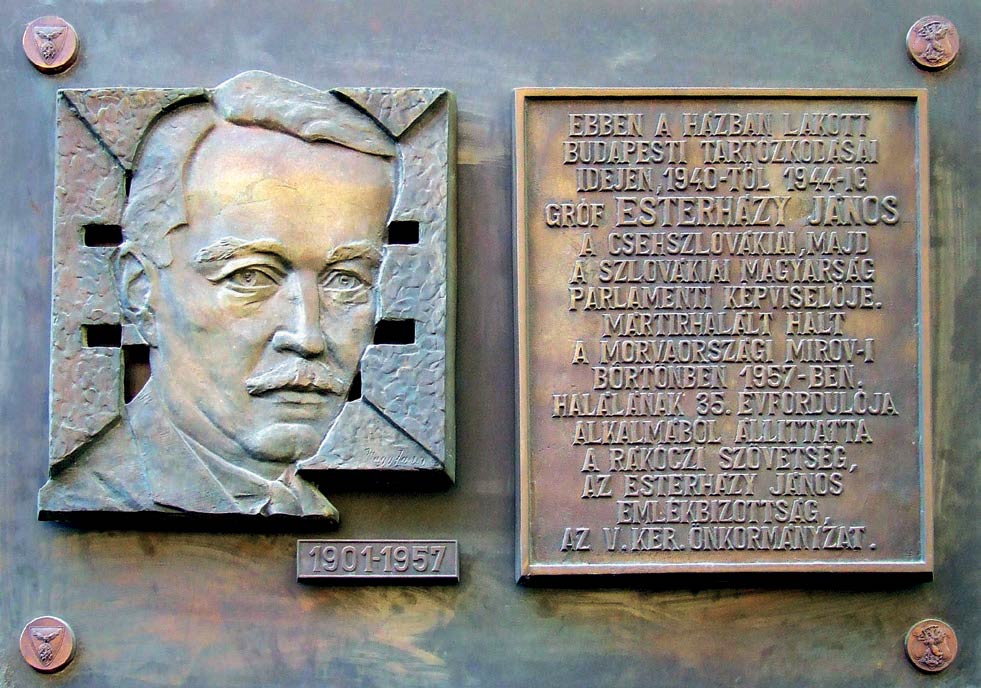 EBBEN A HÁZBAN LAKOTT
BUDAPESTI TARTÓZKODÁSAI
IDEJÉN, 1940-TŐL 1944-IG
GRÓF ESTERHÁZY JÁNOS
A CSEHSZLOVÁKIAI, MAJD
A SZLOVÁKIAI MAGYARSÁG
PARLAMENTI KÉPVISELŐJE.
MÁRTÍRHALÁLT HALT
A MORVAORSZÁGI MÍROV-I
BÖRTÖNBEN 1957-BEN.
HALÁLÁNAK 35. ÉVFORDULÓJA
ALKALMÁBÓL ÁLLÍTTATTA
A RÁKÓCZI SZÖVETSÉG,
AZ ESTERHÁZY JÁNOS
EMLÉKBIZOTTSÁG,
AZ V. KER. ÖNKORMÁNYZAT.
1901-1957